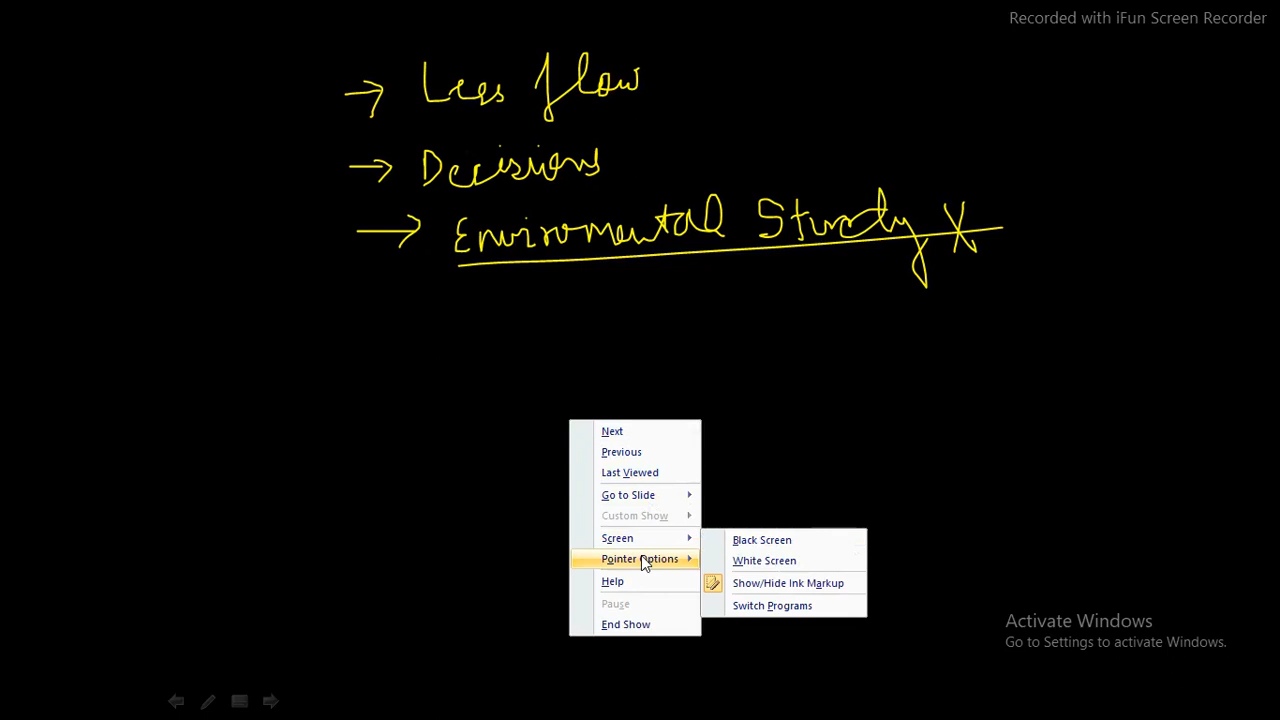 Recorded with iFun Screen Recorder
→ Less flow
→ Decisions
→ Enviromental Study X
Next
Previous
Last Viewed
Go to Slide
Custom Show
Screen
Pointer Options
Help
Pause
End Show
Black Screen
White Screen
Show/Hide Ink Markup
Switch Programs
Activate Windows
Go to Settings to activate Windows.